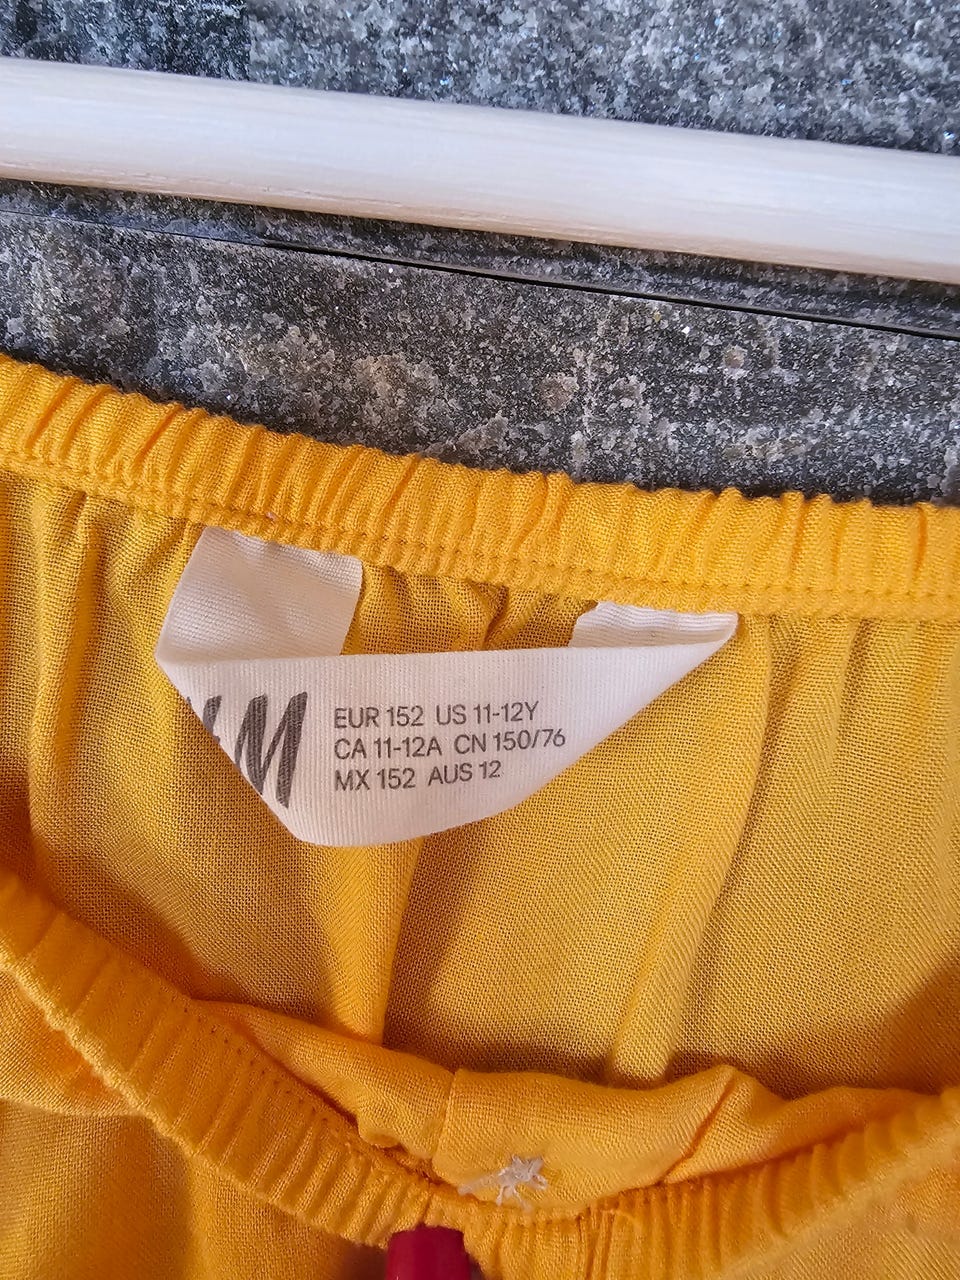 &M
EUR 152 US 11-12Y
CA 11-12A CN 150/76
MX 152 AUS 12